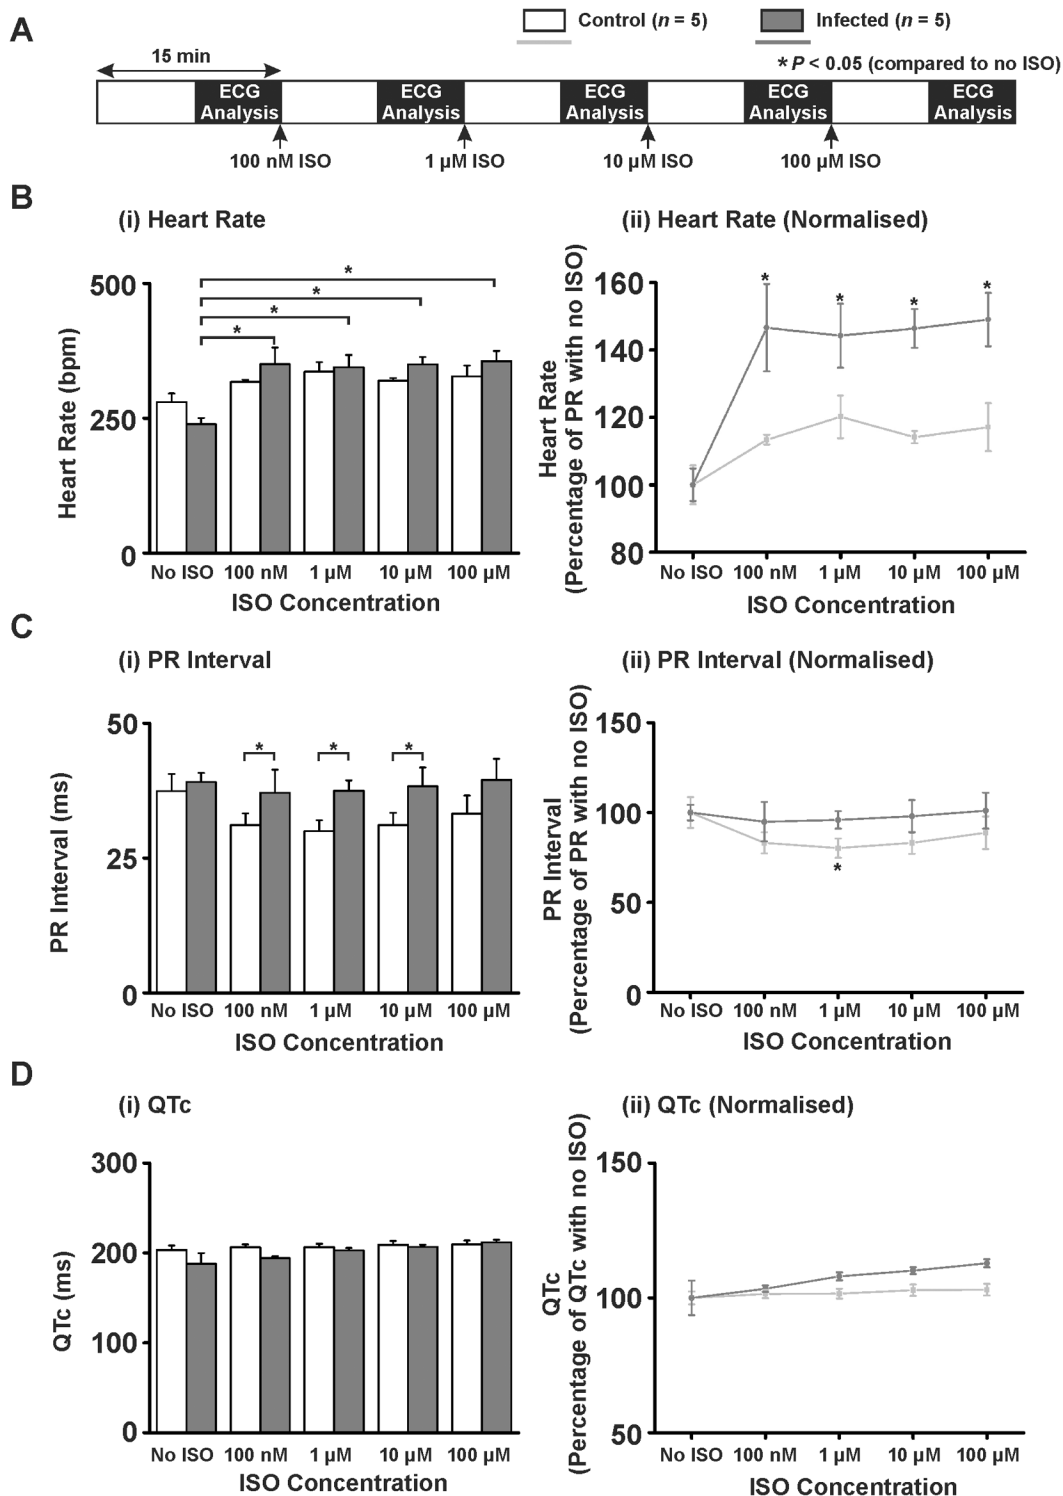 A
Control (n = 5)
Infected (n = 5)
* P < 0.05 (compared to no ISO)
15 min
ECG Analysis
ECG Analysis
ECG Analysis
ECG Analysis
ECG Analysis
100 nM ISO
1 µM ISO
10 µM ISO
100 µM ISO
B
(i) Heart Rate
Heart Rate (bpm)
500
250
0
*
*
*
*
No ISO 100 nM 1 µM 10 µM 100 µM
ISO Concentration
(ii) Heart Rate (Normalised)
Heart Rate
(Percentage of PR with no ISO)
160
140
120
100
80
* * * *
No ISO 100 nM 1 µM 10 µM 100 µM
ISO Concentration
C
(i) PR Interval
PR Interval (ms)
50
25
0
* * *
No ISO 100 nM 1 µM 10 µM 100 µM
ISO Concentration
(ii) PR Interval (Normalised)
PR Interval
(Percentage of PR with no ISO)
150
100
50
0
*
No ISO 100 nM 1 µM 10 µM 100 µM
ISO Concentration
D
(i) QTc
QTc (ms)
300
200
100
0
No ISO 100 nM 1 µM 10 µM 100 µM
ISO Concentration
(ii) QTc (Normalised)
QTc
(Percentage of QTc with no ISO)
150
100
50
No ISO 100 nM 1 µM 10 µM 100 µM
ISO Concentration